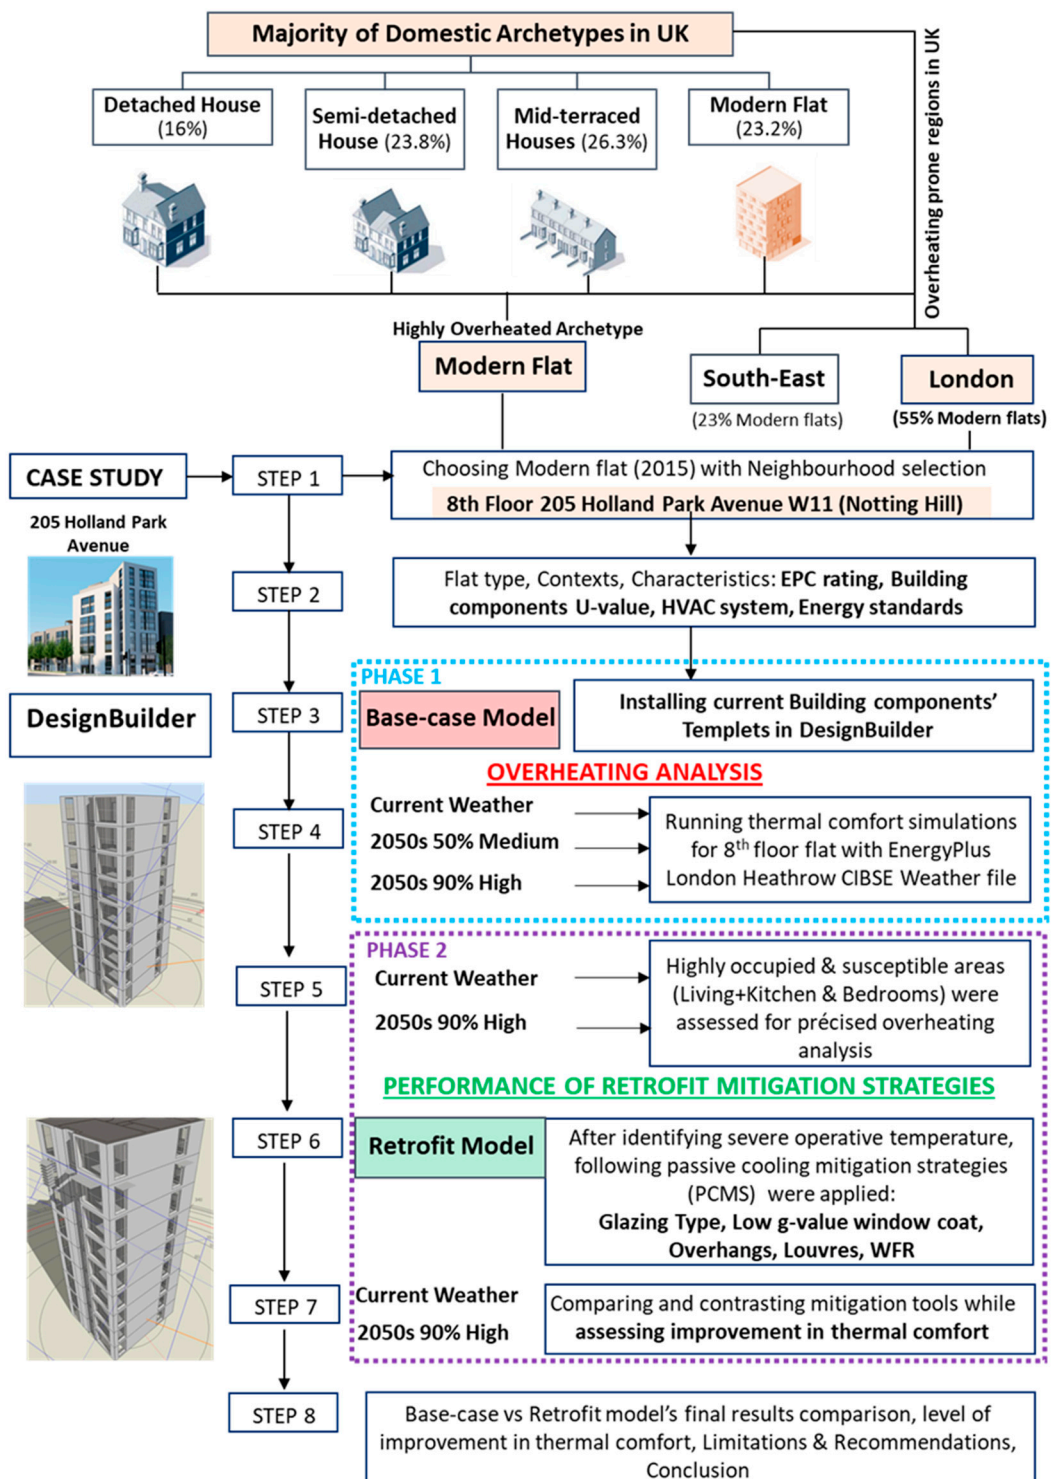 Majority of Domestic Archetypes in UK
Overheating prone regions in UK
Detached House
(16%)
Semi-detached
House (23.8%)
Mid-terraced
Houses (26.3%)
Modern Flat
(23.2%)
Highly Overheated Archetype
Modern Flat
South-East
(23% Modern flats)
London
(55% Modern flats)
CASE STUDY
STEP 1
Choosing Modern flat (2015) with Neighbourhood selection
8th Floor 205 Holland Park Avenue W11 (Notting Hill)
205 Holland Park
Avenue
STEP 2
Flat type, Contexts, Characteristics: EPC rating, Building
components U-value, HVAC system, Energy standards
PHASE 1
DesignBuilder
STEP 3
Base-case Model
Installing current Building components’
Templets in DesignBuilder
OVERHEATING ANALYSIS
STEP 4
Current Weather
2050s 50% Medium
2050s 90% High
Running thermal comfort simulations
for 8th floor flat with EnergyPlus
London Heathrow CIBSE Weather file
PHASE 2
STEP 5
Current Weather
2050s 90% High
Highly occupied & susceptible areas
(Living+Kitchen & Bedrooms) were
assessed for précised overheating
analysis
PERFORMANCE OF RETROFIT MITIGATION STRATEGIES
STEP 6
Retrofit Model
After identifying severe operative temperature,
following passive cooling mitigation strategies
(PCMS) were applied:
Glazing Type, Low g-value window coat,
Overhangs, Louvres, WFR
STEP 7
Current Weather
2050s 90% High
Comparing and contrasting mitigation tools while
assessing improvement in thermal comfort
STEP 8
Base-case vs Retrofit model’s final results comparison, level of
improvement in thermal comfort, Limitations & Recommendations,
Conclusion